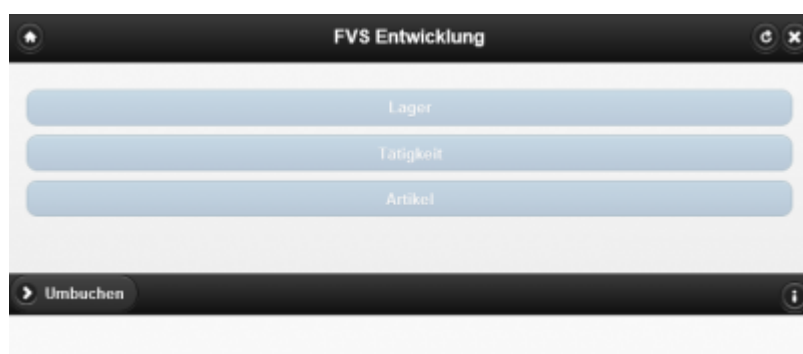 FVS Entwicklung
Lager
Tätigkeit
Artikel
Umbuchen